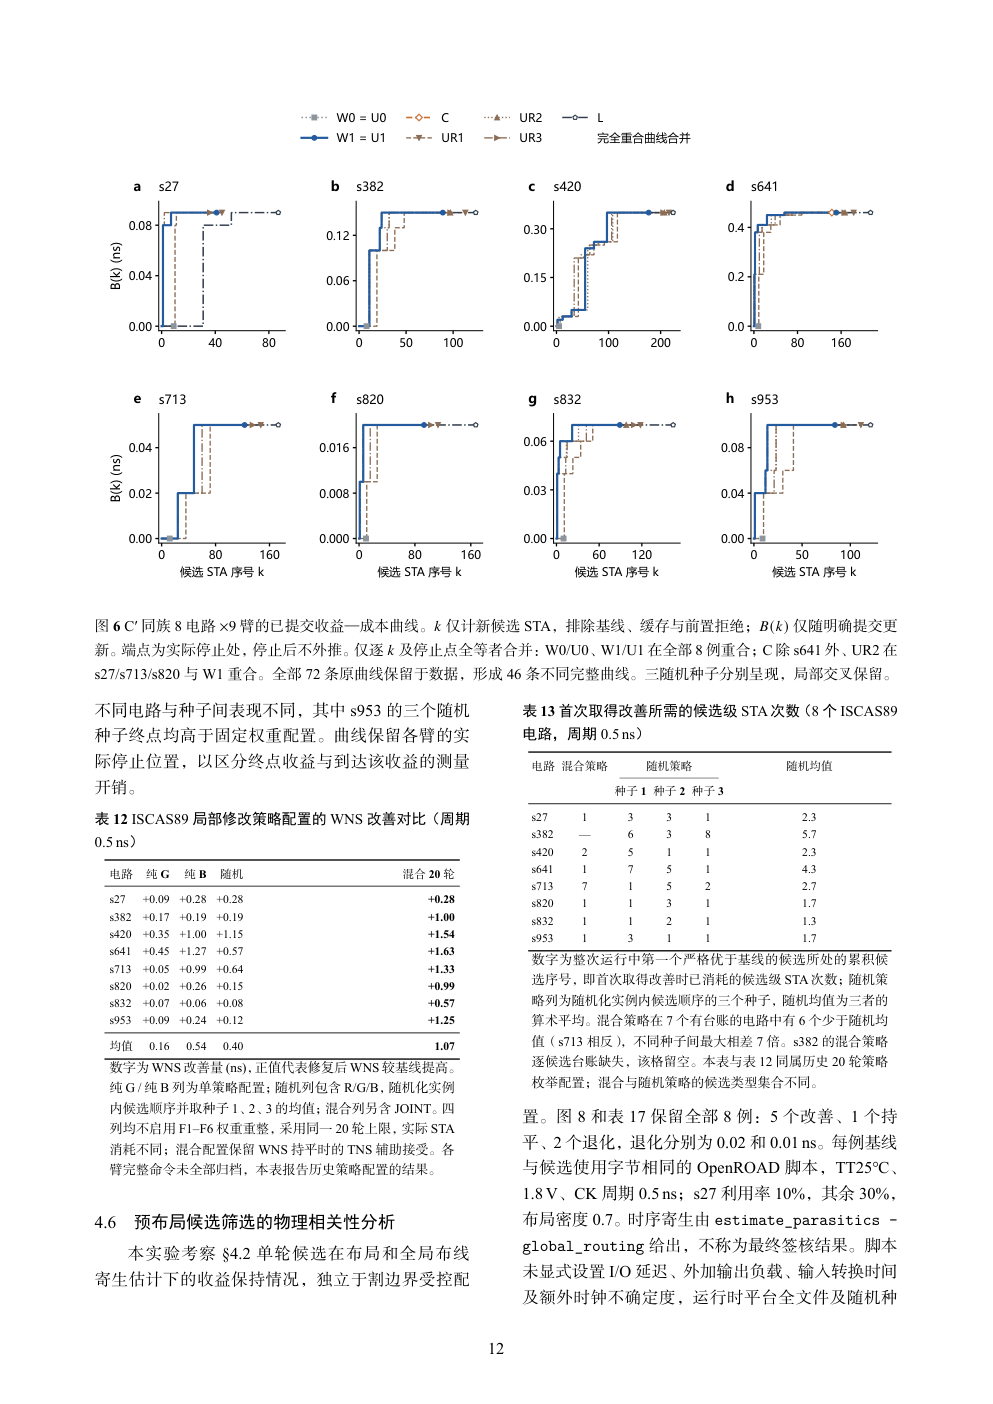 W0 = U0 C UR2 L
W1 = U1 UR1 UR3 完全重合曲线合并
a s27
b s382
c s420
d s641
B(k) (ns)
0.08
0.04
0.00
0 40 80
0.12
0.06
0.00
0 50 100
0.30
0.15
0.00
0 100 200
0.4
0.2
0.0
0 80 160
e s713
f s820
g s832
h s953
B(k) (ns)
0.04
0.02
0.00
0 80 160
候选 STA 序号 k
0.016
0.008
0.000
0 80 160
候选 STA 序号 k
0.06
0.03
0.00
0 60 120
候选 STA 序号 k
0.08
0.04
0.00
0 50 100
候选 STA 序号 k
图 6 C′ 同族 8 电路 ×9 臂的已提交收益—成本曲线。k 仅计新候选 STA，排除基线、缓存与前置拒绝；B(k) 仅随明确提交更
新。端点为实际停止处，停止后不外推。仅逐 k 及停止点全等者合并：W0/U0、W1/U1 在全部 8 例重合；C 除 s641 外、UR2 在
s27/s713/s820 与 W1 重合。全部 72 条原曲线保留于数据，形成 46 条不同完整曲线。三随机种子分别呈现，局部交叉保留。
不同电路与种子间表现不同，其中 s953 的三个随机
种子终点均高于固定权重配置。曲线保留各臂的实
际停止位置，以区分终点收益与到达该收益的测量
开销。
表 12 ISCAS89 局部修改策略配置的 WNS 改善对比（周期
0.5 ns）
电路 纯 G 纯 B 随机 混合 20 轮
s27 +0.09 +0.28 +0.28 +0.28
s382 +0.17 +0.19 +0.19 +1.00
s420 +0.35 +1.00 +1.15 +1.54
s641 +0.45 +1.27 +0.57 +1.63
s713 +0.05 +0.99 +0.64 +1.33
s820 +0.02 +0.26 +0.15 +0.99
s832 +0.07 +0.06 +0.08 +0.57
s953 +0.09 +0.24 +0.12 +1.25
均值 0.16 0.54 0.40 1.07
数字为 WNS 改善量 (ns)，正值代表修复后 WNS 较基线提高。
纯 G / 纯 B 列为单策略配置；随机列包含 R/G/B，随机化实例
内候选顺序并取种子 1、2、3 的均值；混合列另含 JOINT。四
列均不启用 F1–F6 权重重整，采用同一 20 轮上限，实际 STA
消耗不同；混合配置保留 WNS 持平时的 TNS 辅助接受。各
臂完整命令未全部归档，本表报告历史策略配置的结果。
4.6 预布局候选筛选的物理相关性分析
本实验考察 §4.2 单轮候选在布局和全局布线
寄生估计下的收益保持情况，独立于割边界受控配
表 13 首次取得改善所需的候选级 STA 次数（8 个 ISCAS89
电路，周期 0.5 ns）
电路 混合策略 随机策略 随机均值
种子 1 种子 2 种子 3
s27 1 3 3 1 2.3
s382 — 6 3 8 5.7
s420 2 5 1 1 2.3
s641 1 7 5 1 4.3
s713 7 1 5 2 2.7
s820 1 1 3 1 1.7
s832 1 1 2 1 1.3
s953 1 3 1 1 1.7
数字为整次运行中第一个严格优于基线的候选所处的累积候
选序号，即首次取得改善时已消耗的候选级 STA 次数；随机策
略列为随机化实例内候选顺序的三个种子，随机均值为三者的
算术平均。混合策略在 7 个有台账的电路中有 6 个少于随机均
值（s713 相反），不同种子间最大相差 7 倍。s382 的混合策略
逐候选台账缺失，该格留空。本表与表 12 同属历史 20 轮策略
枚举配置；混合与随机策略的候选类型集合不同。
置。图 8 和表 17 保留全部 8 例：5 个改善、1 个持
平、2 个退化，退化分别为 0.02 和 0.01 ns。每例基线
与候选使用字节相同的 OpenROAD 脚本，TT25℃、
1.8 V、CK 周期 0.5 ns；s27 利用率 10%，其余 30%，
布局密度 0.7。时序寄生由 estimate_parasitics -
global_routing 给出，不称为最终签核结果。脚本
未显式设置 I/O 延迟、外加输出负载、输入转换时间
及额外时钟不确定度，运行时平台全文件及随机种
12